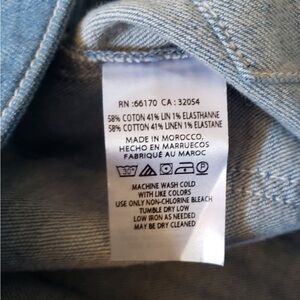 RN :66170 CA : 32054
58% COTTON 41% LIN 1% ELASTHANNE
58% COTTON 41% LINEN 1% ELASTANE
MADE IN MOROCCO,
HECHO EN MARRUECOS
FABRIQUÉ AU MAROC
MACHINE WASH COLD
WITH LIKE COLORS
USE ONLY NON-CHLORINE BLEACH
TUMBLE DRY LOW
LOW IRON AS NEEDED
MAY BE DRY CLEANED